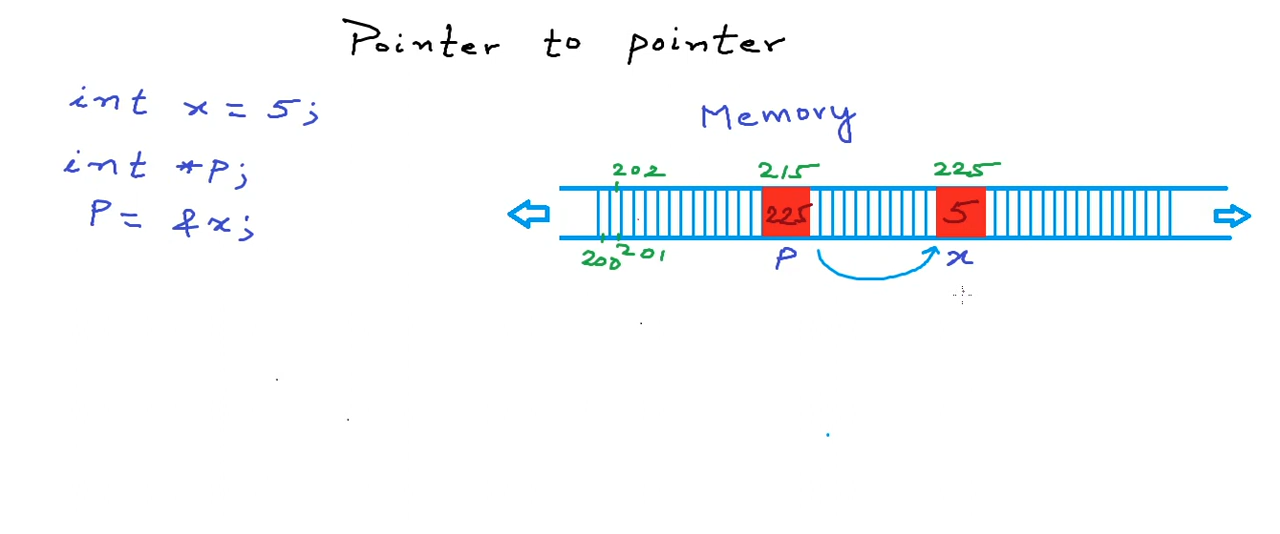 Pointer to pointer
int x = 5;
int *p;
P = &x;
Memory
202 215 225
225 5
200 201 P x